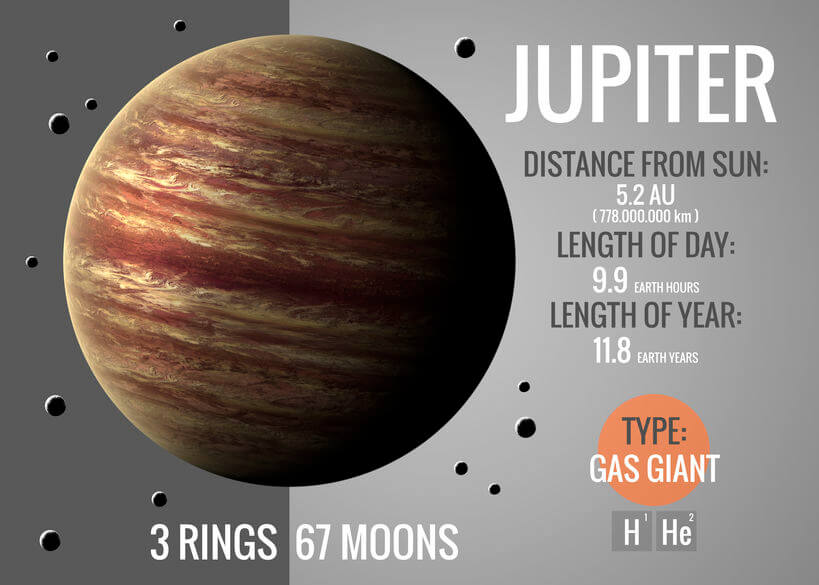 JUPITER
DISTANCE FROM SUN:
5.2 AU
( 778.000.000 km )
LENGTH OF DAY:
9.9 EARTH HOURS
LENGTH OF YEAR:
11.8 EARTH YEARS
TYPE:
GAS GIANT
H 1 He 2
3 RINGS 67 MOONS